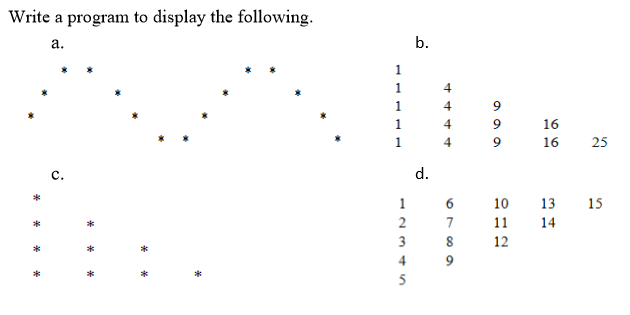 Write a program to display the following.
a.
* * * *
* * * *
* * * *
* * *
b.
1
1 4
1 4 9
1 4 9 16
1 4 9 16 25
c.
*
* *
* * *
* * * *
d.
1 6 10 13 15
2 7 11 14
3 8 12
4 9
5